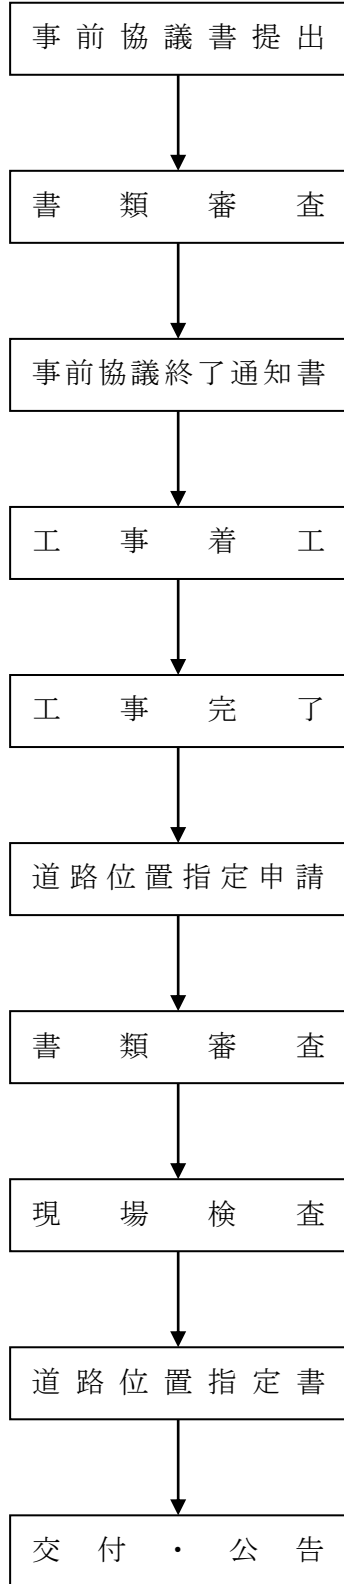 事前協議書提出
書類審査
事前協議終了通知書
工事着工
工事完了
道路位置指定申請
書類審査
現場検査
道路位置指定書
交付・公告